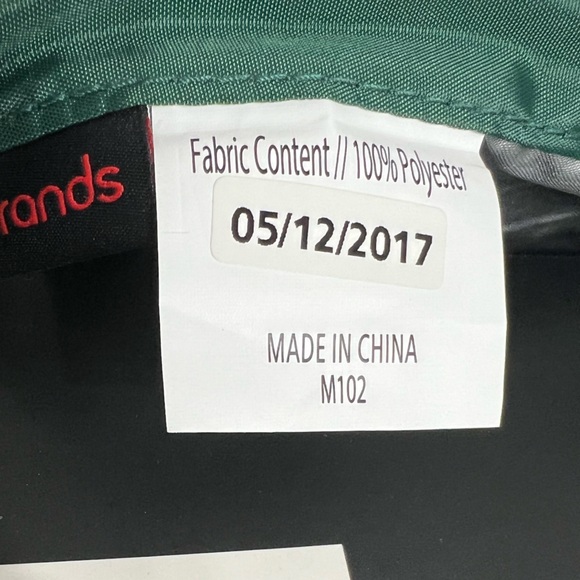 rands
Fabric Content // 100% Polyester
05/12/2017
MADE IN CHINA
M102